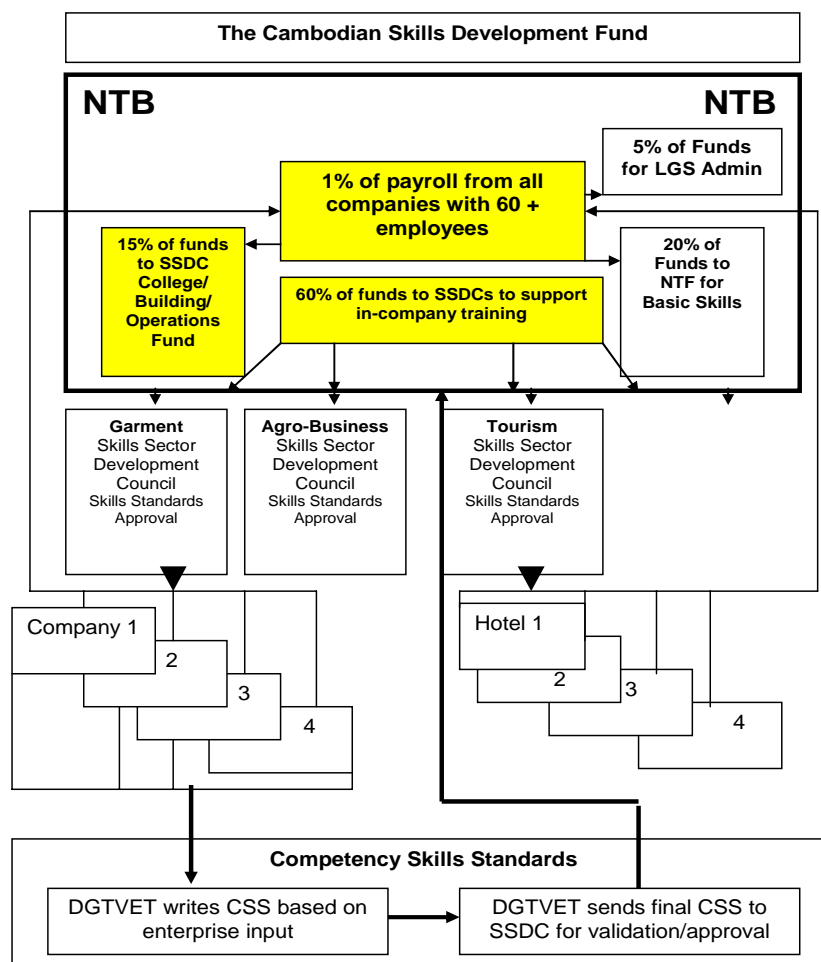 The Cambodian Skills Development Fund
NTB
NTB
5% of Funds
for LGS Admin
1% of payroll from all
companies with 60 +
employees
15% of funds
to SSDC
College/
Building/
Operations
Fund
20% of
Funds to
NTF for
Basic Skills
60% of funds to SSDCs to support
in-company training
Garment
Skills Sector
Development
Council
Skills Standards
Approval
Agro-Business
Skills Sector
Development
Council
Skills Standards
Approval
Tourism
Skills Sector
Development
Council
Skills Standards
Approval
Company 1
2
3
4
Hotel 1
2
3
4
Competency Skills Standards
DGTVET writes CSS based on
enterprise input
DGTVET sends final CSS to
SSDC for validation/approval